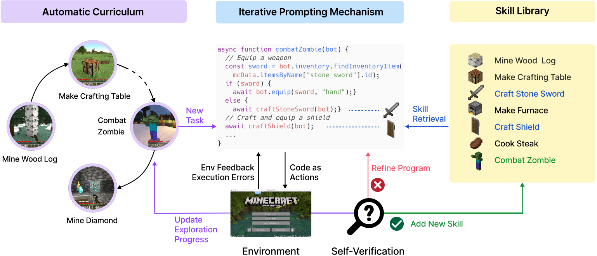 Automatic Curriculum
Iterative Prompting Mechanism
Skill Library
Make Crafting Table
Combat
Zombie
Mine Wood Log
Mine Diamond
New
Task
async function combatZombie(bot) {
// Equip a weapon
const sword = bot.inventory.findInventoryItem(
mcData.itemsByName["stone_sword"].id);
if (sword) {
await bot.equip(sword, "hand");}
else {
await craftStoneSword(bot);}
// Craft and equip a shield
await craftShield(bot);
...
}
Skill
Retrieval
Mine Wood Log
Make Crafting Table
Craft Stone Sword
Make Furnace
Craft Shield
Cook Steak
Combat Zombie
Env Feedback
Execution Errors
Code as
Actions
Refine Program
Update
Exploration
Progress
MINECRAFT
Environment
Self-Verification
Add New Skill